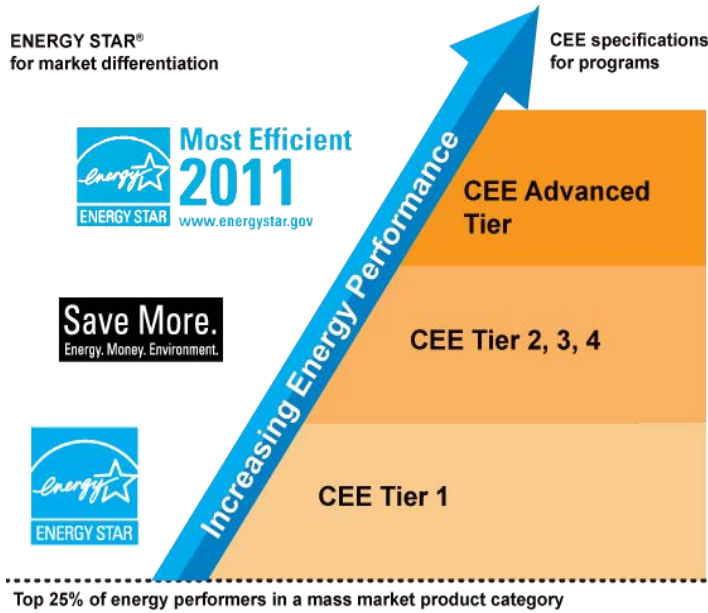 ENERGY STAR®
for market differentiation
CEE specifications
for programs
energy
ENERGY STAR
Most Efficient
2011
www.energystar.gov
CEE Advanced
Tier
Increasing Energy Performance
Save More.
Energy. Money. Environment.
CEE Tier 2, 3, 4
energy
ENERGY STAR
CEE Tier 1
Top 25% of energy performers in a mass market product category